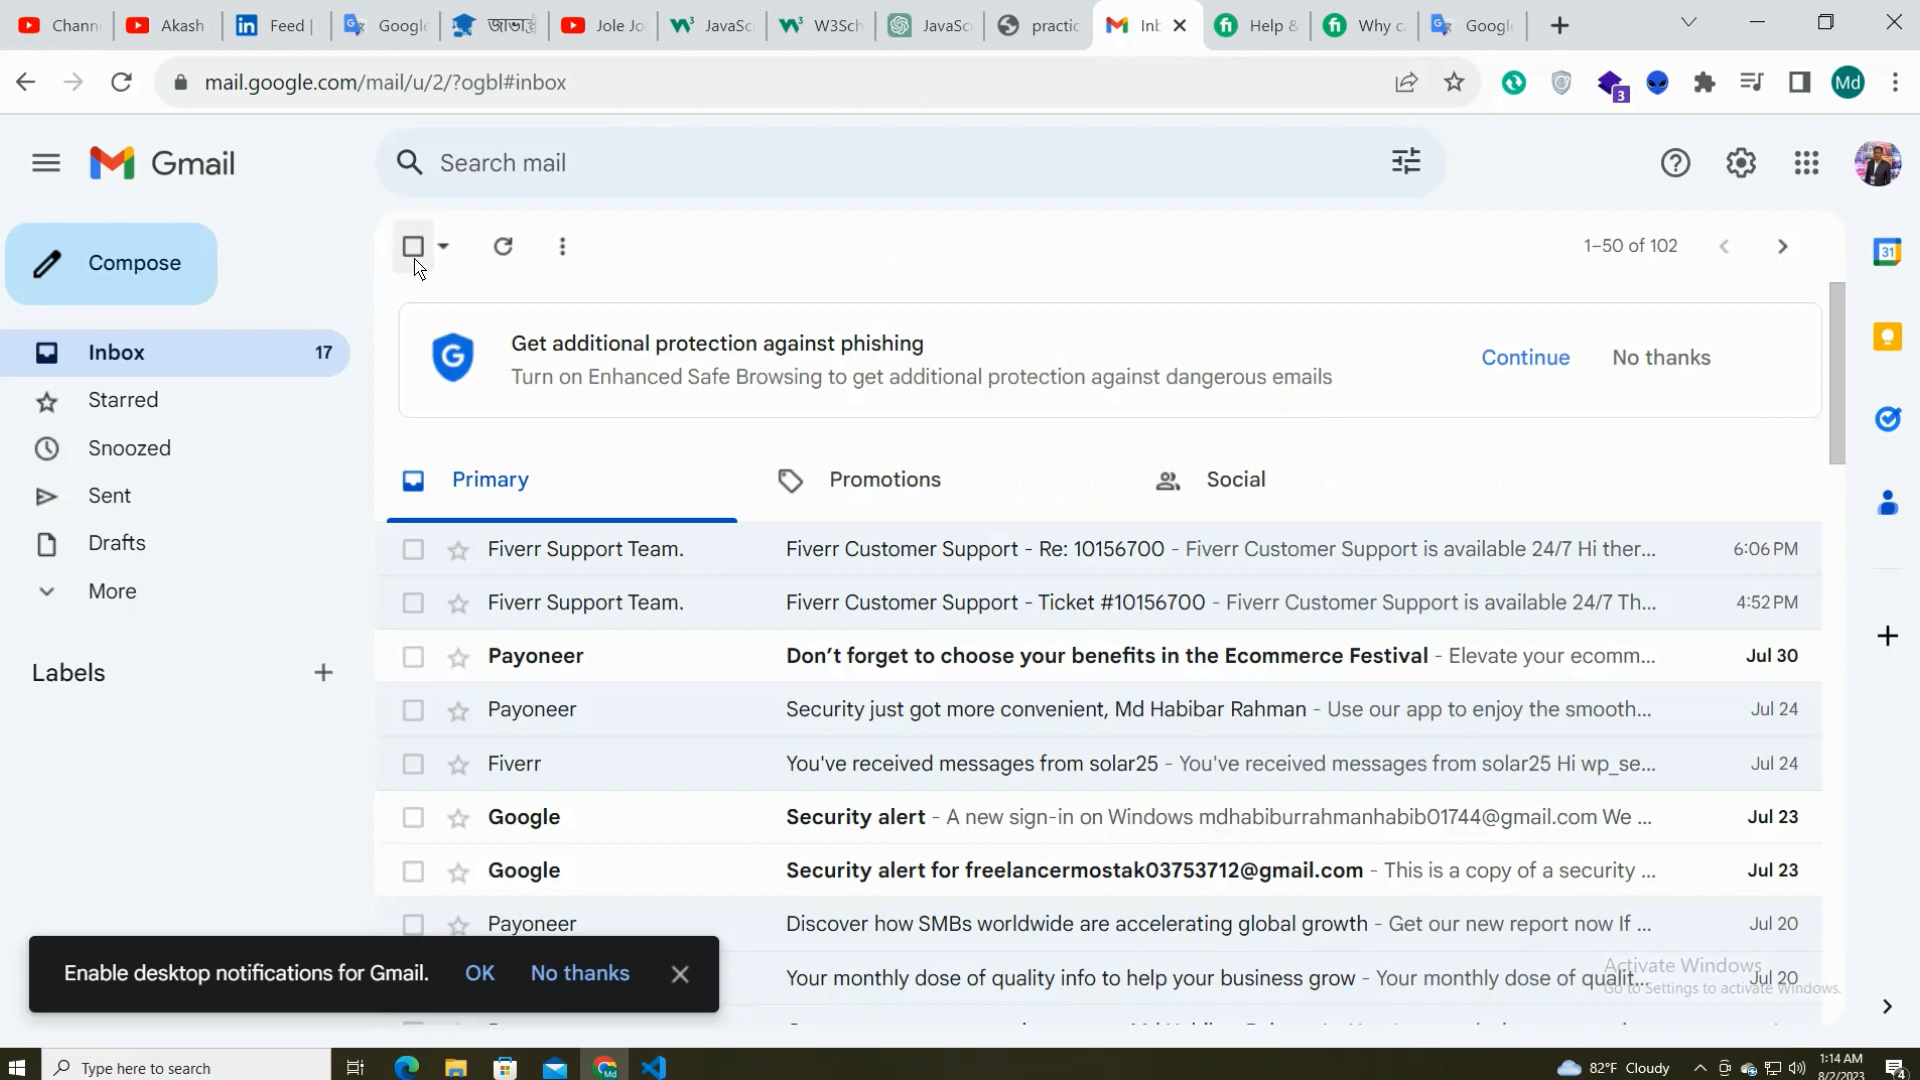 Chann
Akash
Feed |
Google
জাভাস্ক্রি
Jole Jo
JavaSc
W3Sch
JavaSc
practic
Inb
Help &
Why c
Google
mail.google.com/mail/u/2/?ogbl#inbox
3
Md
Gmail
Search mail
Compose
1–50 of 102
31
Get additional protection against phishing
Turn on Enhanced Safe Browsing to get additional protection against dangerous emails
Continue
No thanks
Inbox 17
Starred
Snoozed
Sent
Drafts
More
Labels
Primary
Promotions
Social
Fiverr Support Team. Fiverr Customer Support - Re: 10156700 - Fiverr Customer Support is available 24/7 Hi ther... 6:06 PM
Fiverr Support Team. Fiverr Customer Support - Ticket #10156700 - Fiverr Customer Support is available 24/7 Th... 4:52 PM
Payoneer Don’t forget to choose your benefits in the Ecommerce Festival - Elevate your ecomm... Jul 30
Payoneer Security just got more convenient, Md Habibar Rahman - Use our app to enjoy the smooth... Jul 24
Fiverr You've received messages from solar25 - You've received messages from solar25 Hi wp_se... Jul 24
Google Security alert - A new sign-in on Windows mdhabiburrahmanhabib01744@gmail.com We ... Jul 23
Google Security alert for freelancermostak03753712@gmail.com - This is a copy of a security ... Jul 23
Payoneer Discover how SMBs worldwide are accelerating global growth - Get our new report now If ... Jul 20
Your monthly dose of quality info to help your business grow - Your monthly dose of qualit... Jul 20
Enable desktop notifications for Gmail. OK No thanks
Activate Windows
Go to Settings to activate Windows.
Type here to search
82°F Cloudy
1:14 AM
8/2/2023
4